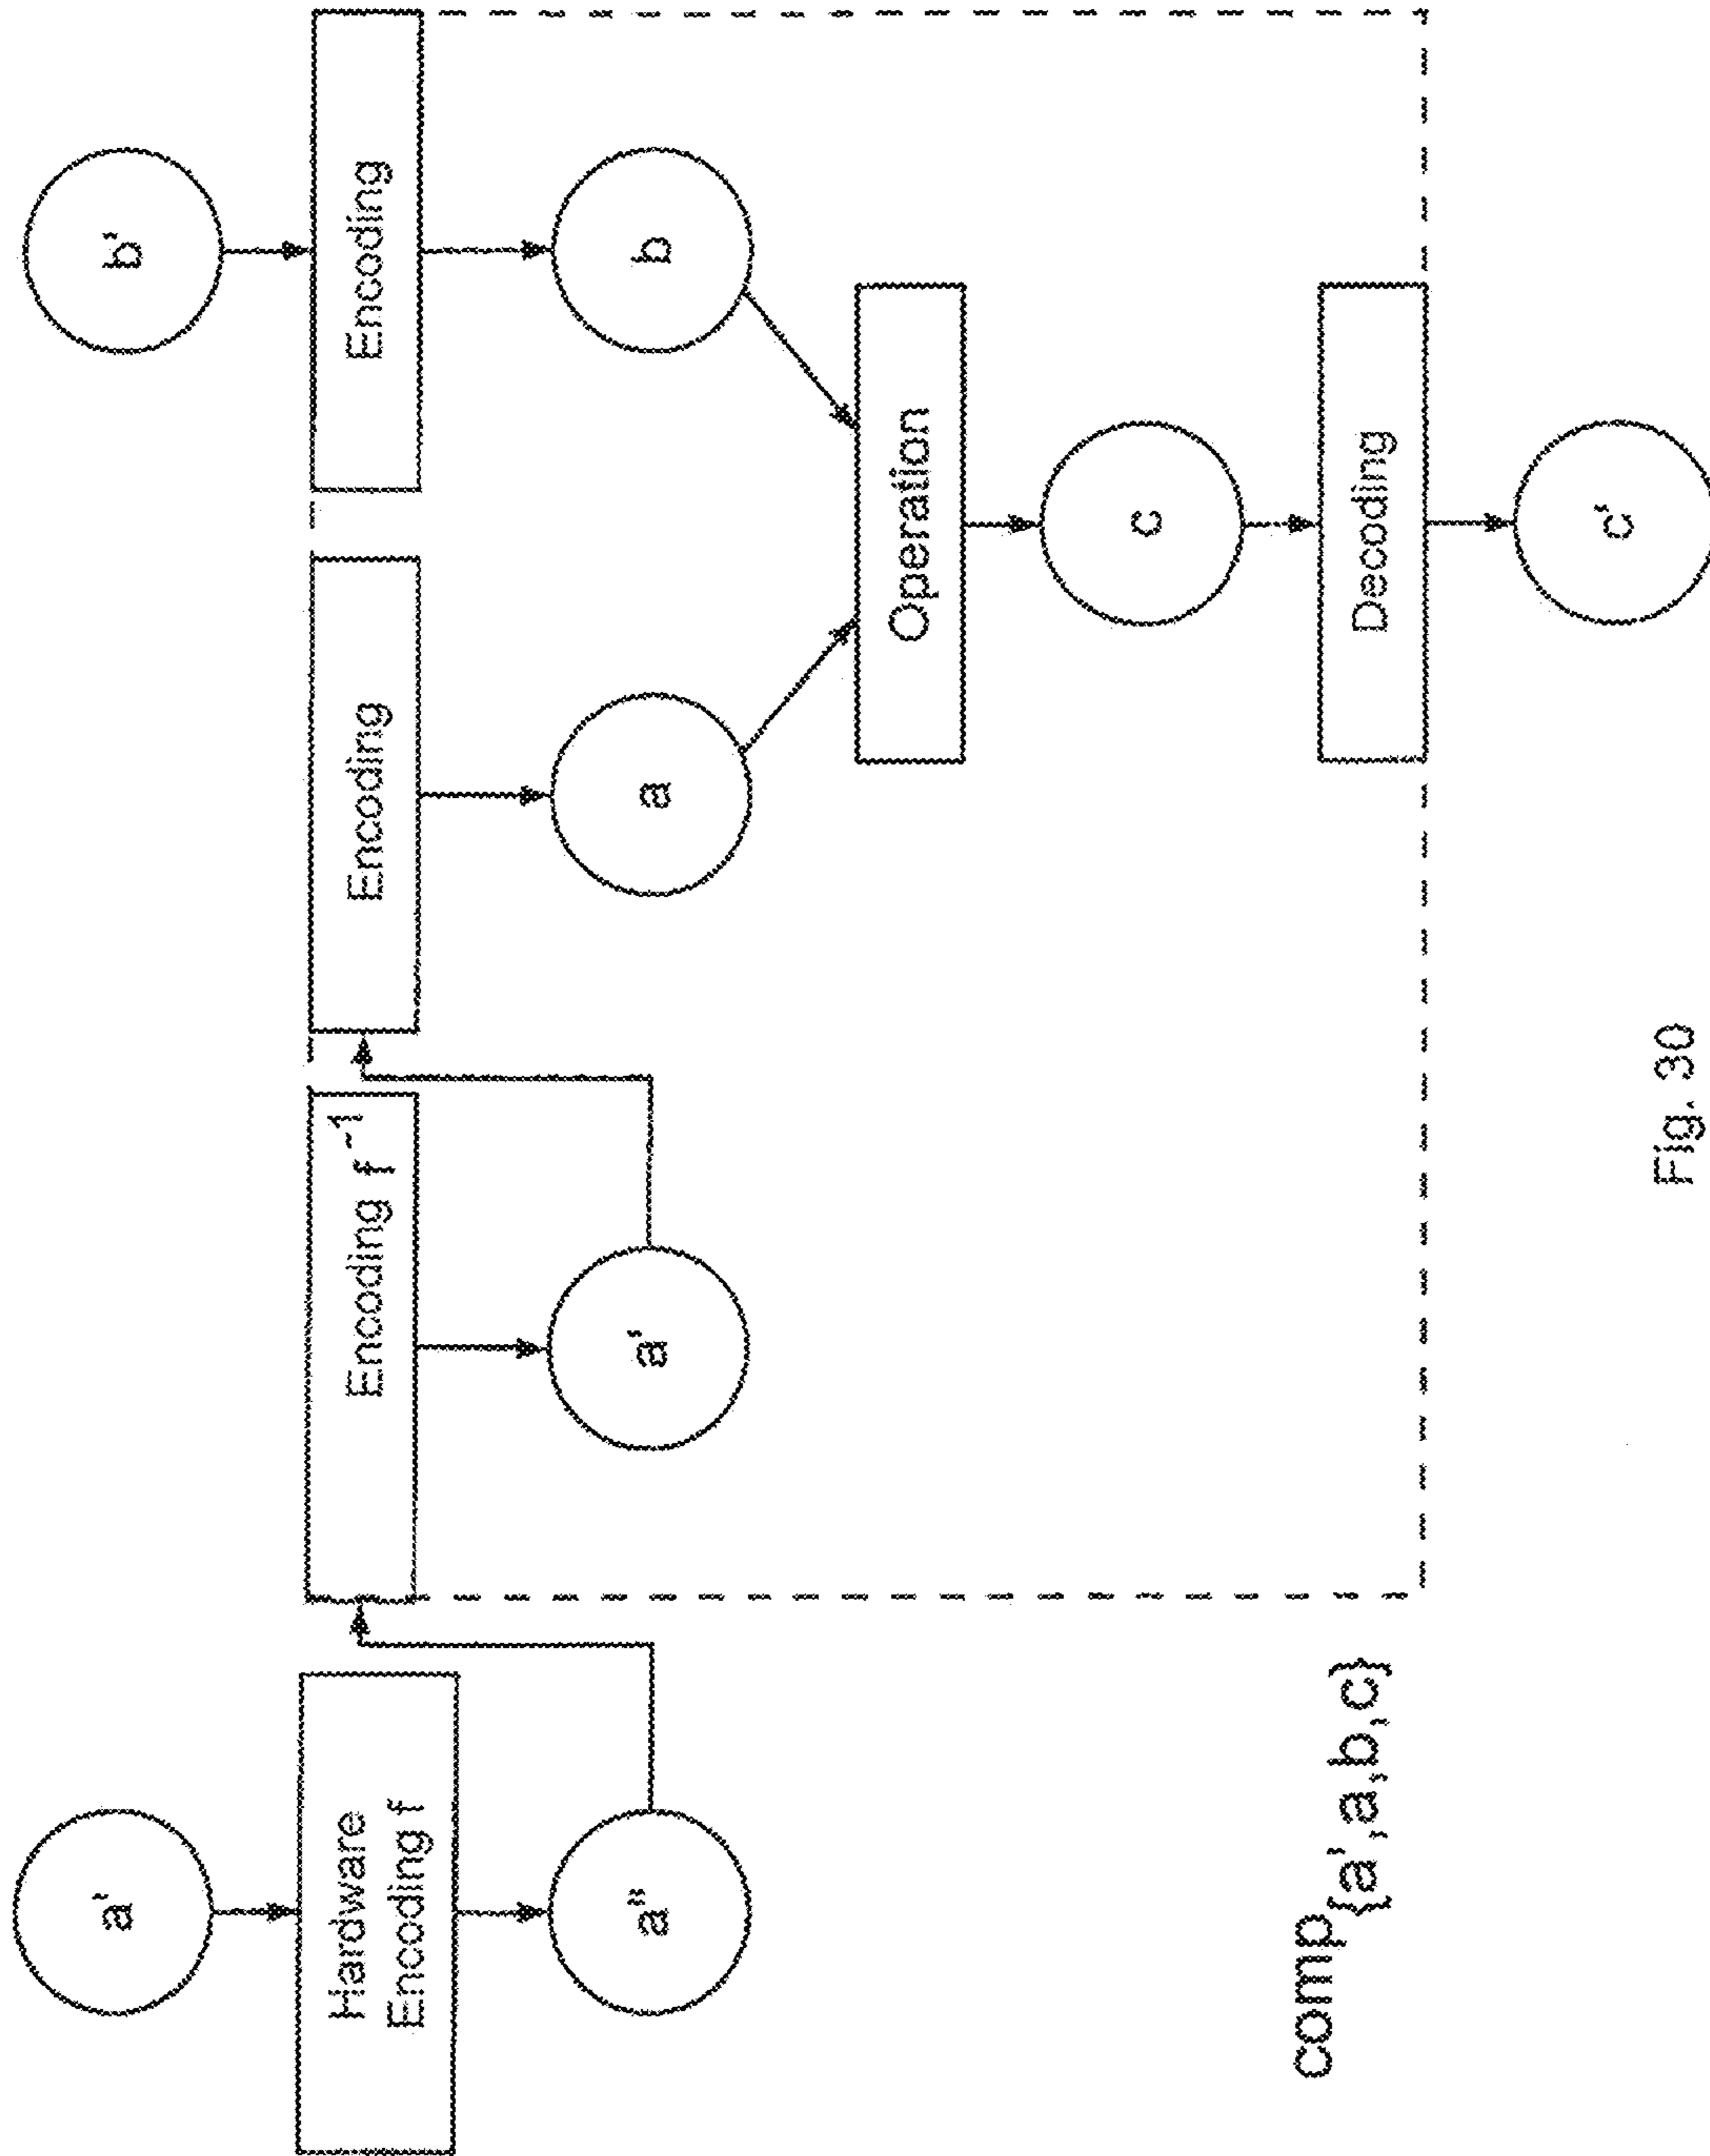 a'
b'
Hardware
Encoding f
Encoding f⁻¹
Encoding
Encoding
a"
a'
a
b
Operation
c
comp{a',a,b,c}
Decoding
c'
Fig. 30